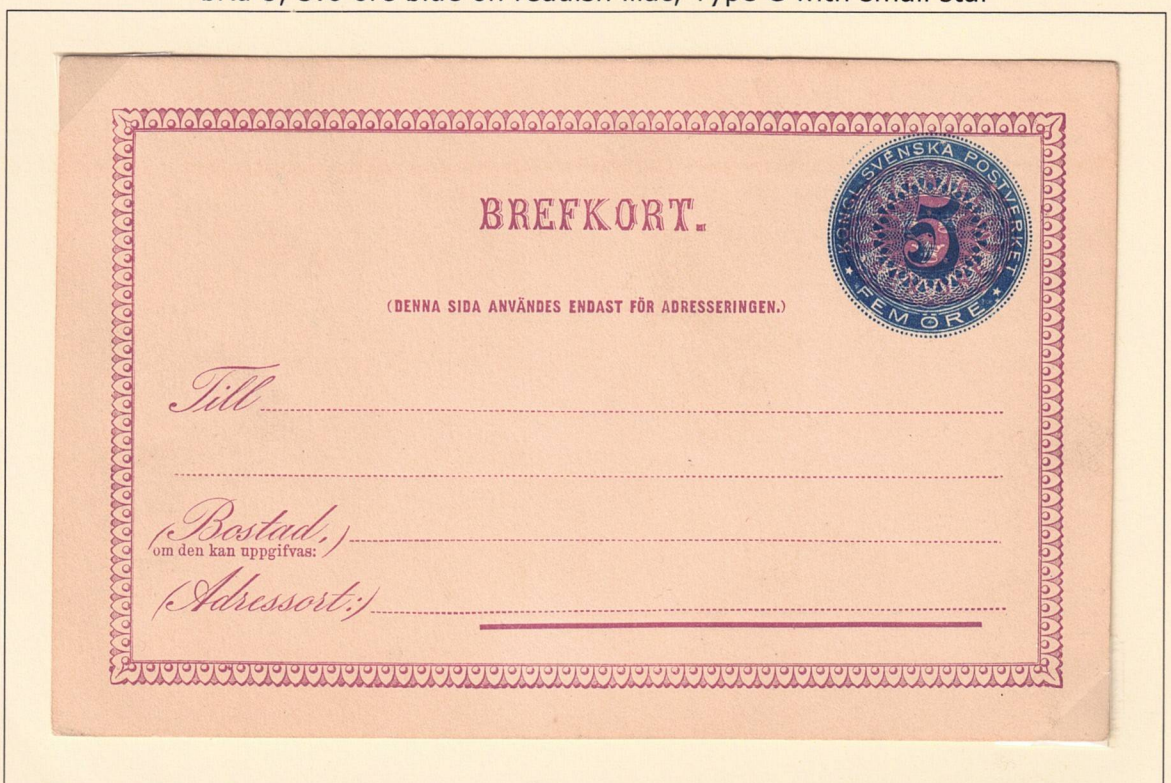 BREFKORT.
KONGL. SVENSKA POSTVERKET
5
FEM ÖRE
(DENNA SIDA ANVÄNDES ENDAST FÖR ADRESSERINGEN.)
Till
(Bostad,)
om den kan uppgifvas:
(Adressort:)